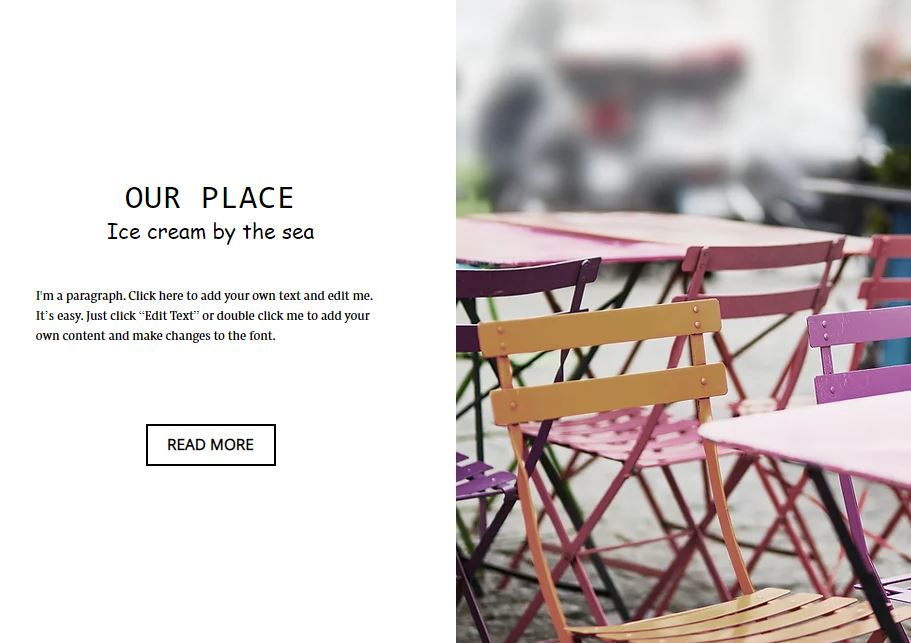 OUR PLACE
Ice cream by the sea
I'm a paragraph. Click here to add your own text and edit me.
It's easy. Just click “Edit Text” or double click me to add your
own content and make changes to the font.
READ MORE